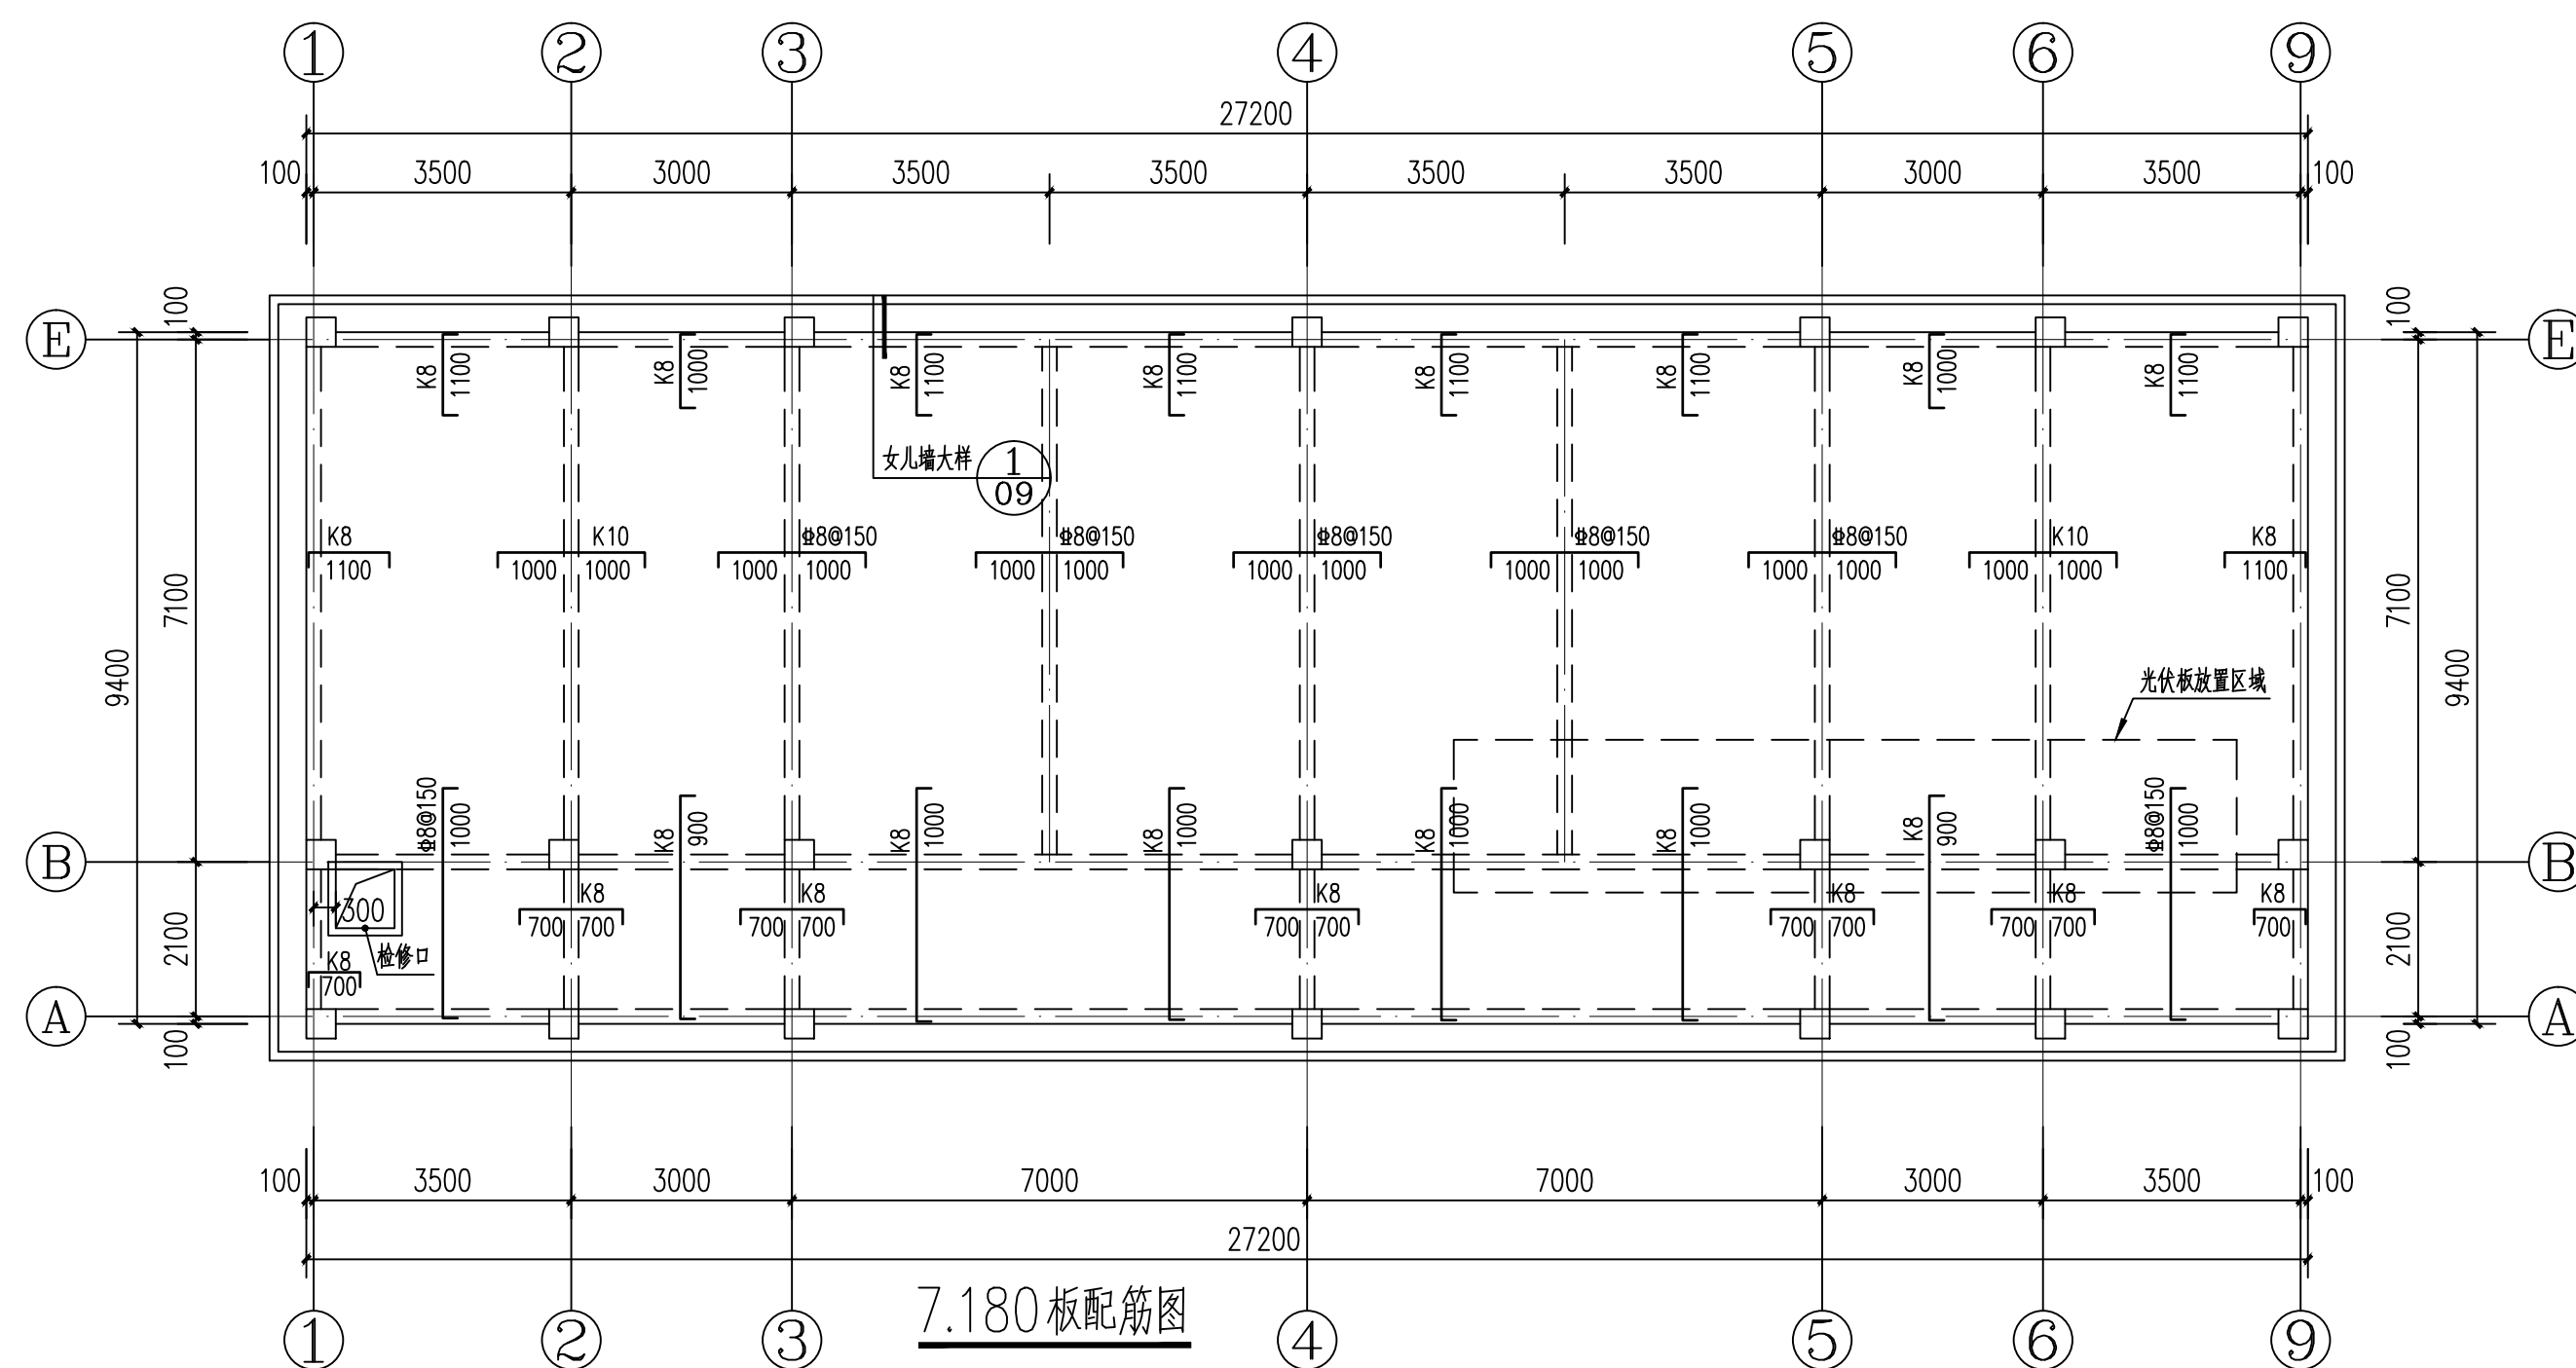 1 2 3 4 5 6 9
27200
100 3500 3000 3500 3500 3500 3500 3000 3500 100
E 100 100 E
K8 1100 K8 1000 K8 1100 K8 1100 K8 1100 K8 1100 K8 1000 K8 1100
女儿墙大样 1
09
K8 K10 8@150 8@150 8@150 8@150 8@150 K10 K8
1100 1000 1000 1000 1000 1000 1000 1000 1000 1000 1000 1000 1000 1000 1000 1100
7100 7100
9400 9400
光伏板放置区域
8@150 1000 K8 900 K8 1000 K8 1000 K8 1000 K8 1000 K8 900 8@150 1000
B B
K8 K8 K8 K8 K8 K8
300 700 700 700 700 700 700 700 700 700 700 700
2100 2100
检修口
K8
700
A 100 100 A
100 3500 3000 7000 7000 3000 3500 100
27200
7.180板配筋图
1 2 3 4 5 6 9